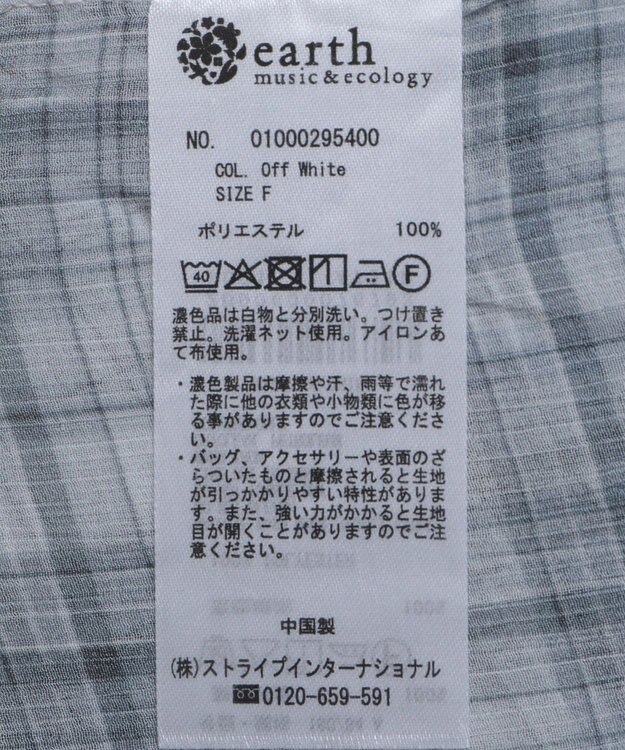 earth
music&ecology
NO. 01000295400
COL. Off White
SIZE F
ポリエステル 100%
40
F
濃色品は白物と分別洗い。つけ置き
禁止。洗濯ネット使用。アイロンあ
て布使用。
・濃色製品は摩擦や汗、雨等で濡れ
た際に他の衣類や小物類に色が移
る事がありますのでご注意くださ
い。
・バッグ、アクセサリーや表面のざ
らついたものと摩擦されると生地
が引っかかりやすい特性がありま
す。また、強い力がかかると生地
目が開くことがありますのでご注
意ください。
中国製
(株)ストライプインターナショナル
0120-659-591